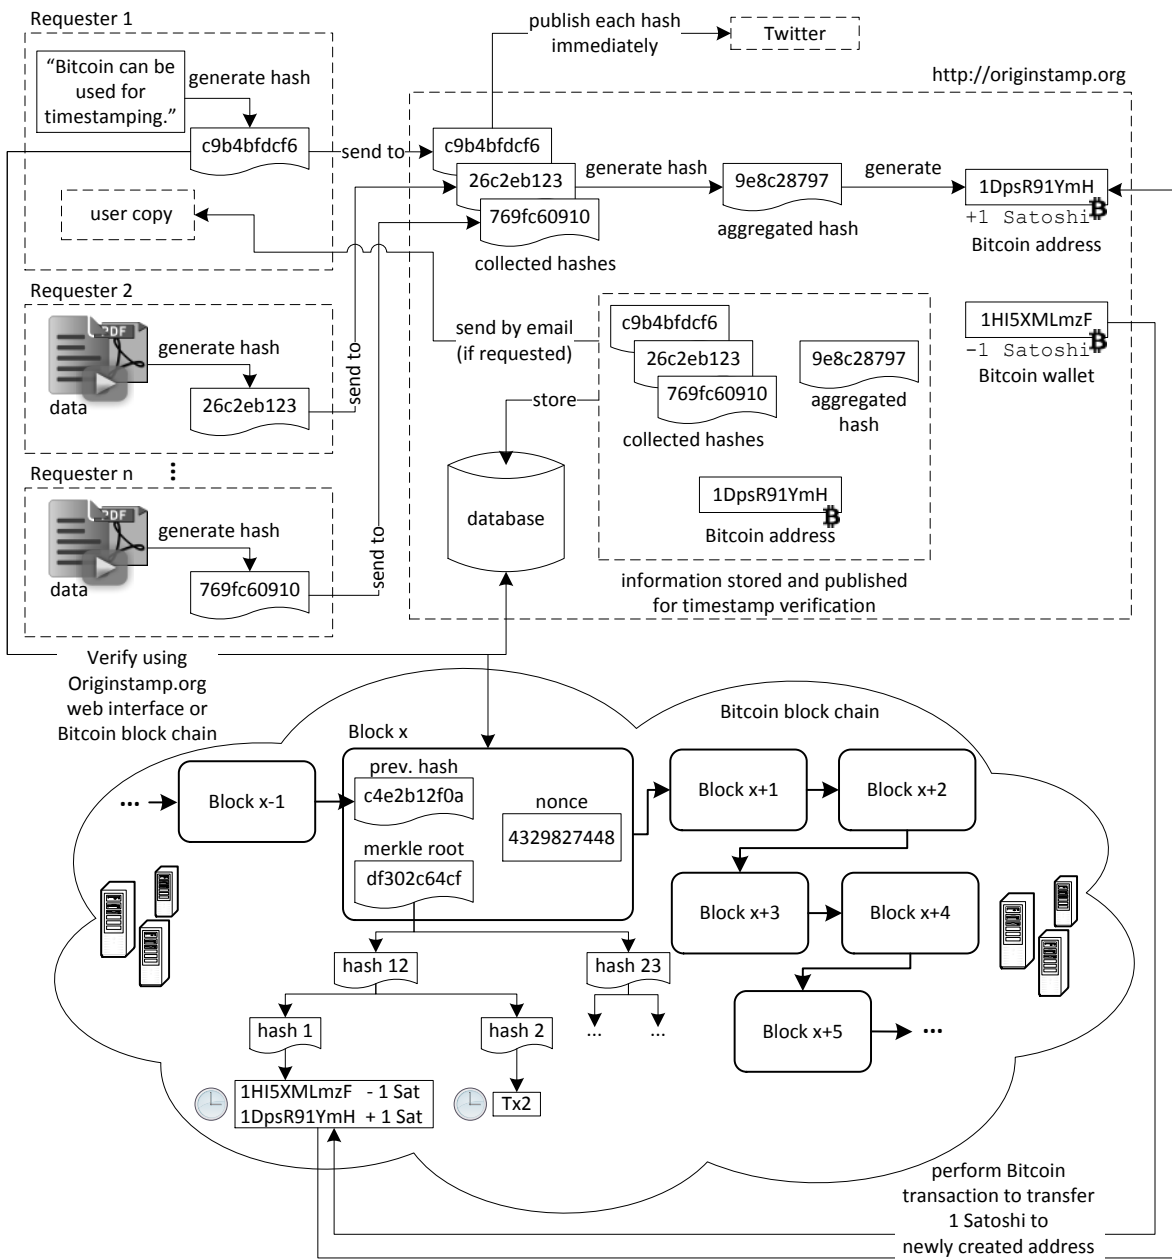 Requester 1
“Bitcoin can be
used for
timestamping.”
generate hash
c9b4bfdcf6
send to
user copy
publish each hash
immediately
Twitter
http://originstamp.org
c9b4bfdcf6
26c2eb123
769fc60910
collected hashes
generate hash
9e8c28797
aggregated hash
generate
1DpsR91YmH
+1 Satoshi
Bitcoin address
Requester 2
PDF
data
generate hash
26c2eb123
send to
send by email
(if requested)
store
c9b4bfdcf6
26c2eb123
769fc60910
collected hashes
9e8c28797
aggregated
hash
1HI5XMLmzF
-1 Satoshi
Bitcoin wallet
Requester n
PDF
data
generate hash
769fc60910
send to
database
1DpsR91YmH
Bitcoin address
information stored and published
for timestamp verification
Verify using
Originstamp.org
web interface or
Bitcoin block chain
Bitcoin block chain
...
Block x-1
Block x
prev. hash
c4e2b12f0a
merkle root
df302c64cf
nonce
4329827448
Block x+1
Block x+2
Block x+3
Block x+4
Block x+5
...
hash 12
hash 23
hash 1
hash 2
...
...
1HI5XMLmzF - 1 Sat
1DpsR91YmH + 1 Sat
Tx2
perform Bitcoin
transaction to transfer
1 Satoshi to
newly created address